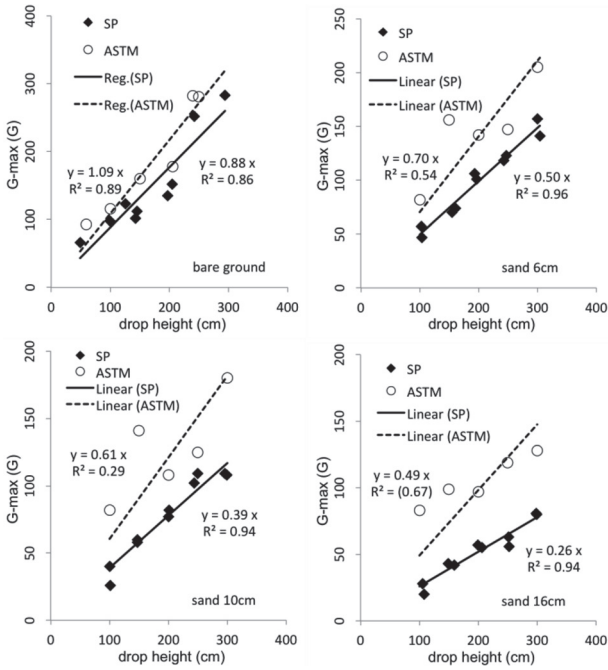 SP
ASTM
Reg.(SP)
Reg.(ASTM)
y = 1.09 x
R² = 0.89
y = 0.88 x
R² = 0.86
bare ground
G-max (G)
400
300
200
100
0
0 100 200 300 400
drop height (cm)
SP
ASTM
Linear (SP)
Linear (ASTM)
y = 0.70 x
R² = 0.54
y = 0.50 x
R² = 0.96
sand 6cm
G-max (G)
250
200
150
100
50
0
0 100 200 300 400
drop height (cm)
SP
ASTM
Linear (SP)
Linear (ASTM)
y = 0.61 x
R² = 0.29
y = 0.39 x
R² = 0.94
sand 10cm
G-max (G)
200
150
100
50
0
0 100 200 300 400
drop height (cm)
SP
ASTM
Linear (SP)
Linear (ASTM)
y = 0.49 x
R² = (0.67)
y = 0.26 x
R² = 0.94
sand 16cm
G-max (G)
200
150
100
50
0
0 100 200 300 400
drop height (cm)